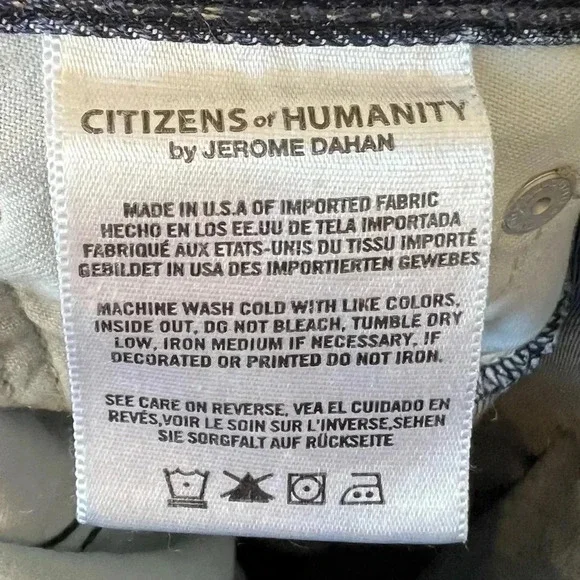 CITIZENS of HUMANITY
by JEROME DAHAN
MADE IN U.S.A OF IMPORTED FABRIC
HECHO EN LOS EE.UU DE TELA IMPORTADA
FABRIQUÉ AUX ETATS-UNIS DU TISSU IMPORTÉ
GEBILDET IN USA DES IMPORTIERTEN GEWEBES
MACHINE WASH COLD WITH LIKE COLORS,
INSIDE OUT, DO NOT BLEACH, TUMBLE DRY
LOW, IRON MEDIUM IF NECESSARY, IF
DECORATED OR PRINTED DO NOT IRON.
SEE CARE ON REVERSE, VEA EL CUIDADO EN
REVÉS,VOIR LE SOIN SUR L'INVERSE,SEHEN
SIE SORGFALT AUF RÜCKSEITE